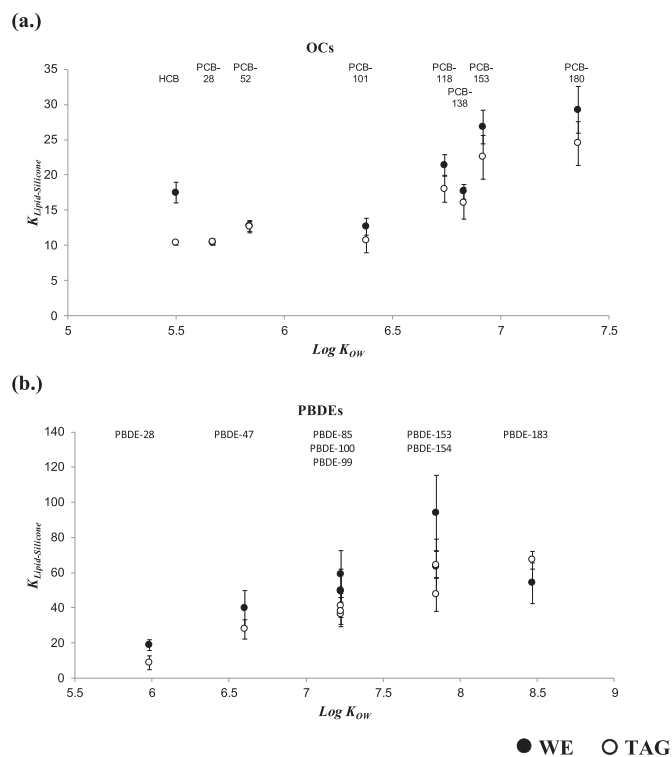 (a.)
OCs
HCB PCB-28 PCB-52 PCB-101 PCB-118 PCB-138 PCB-153 PCB-180
35
30
25
20
15
10
5
0
K Lipid-Silicone
5 5.5 6 6.5 7 7.5
Log K OW
(b.)
PBDEs
PBDE-28 PBDE-47 PBDE-85 PBDE-153 PBDE-183
PBDE-100 PBDE-154
PBDE-99
140
120
100
80
60
40
20
0
K Lipid-Silicone
5.5 6 6.5 7 7.5 8 8.5 9
Log K OW
WE TAG